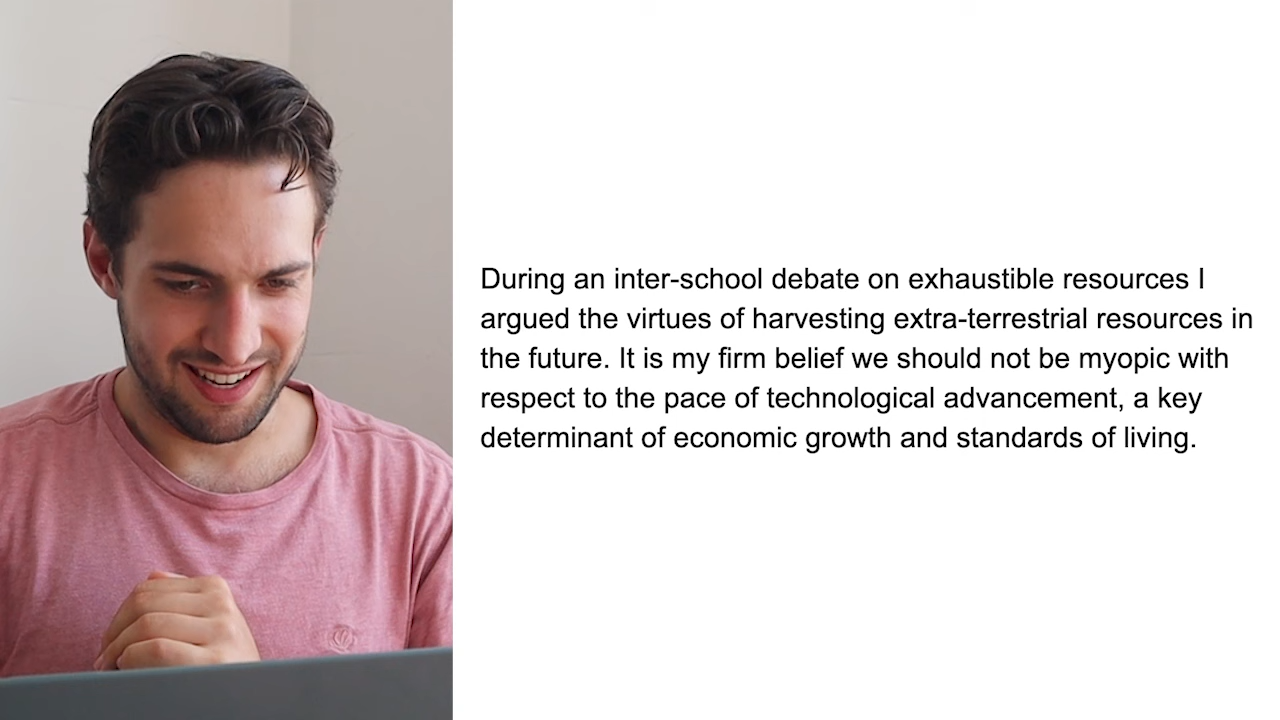 During an inter-school debate on exhaustible resources I
argued the virtues of harvesting extra-terrestrial resources in
the future. It is my firm belief we should not be myopic with
respect to the pace of technological advancement, a key
determinant of economic growth and standards of living.